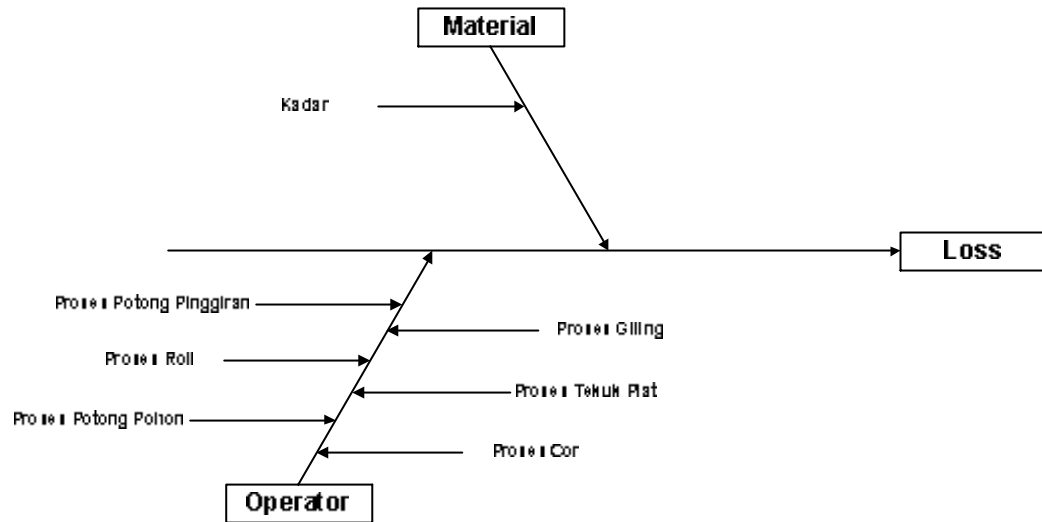 Material
Kadar
Loss
Proses Potong Pinggiran
Proses Giling
Proses Roll
Proses Tekuk Plat
Proses Potong Pohon
Proses Cor
Operator